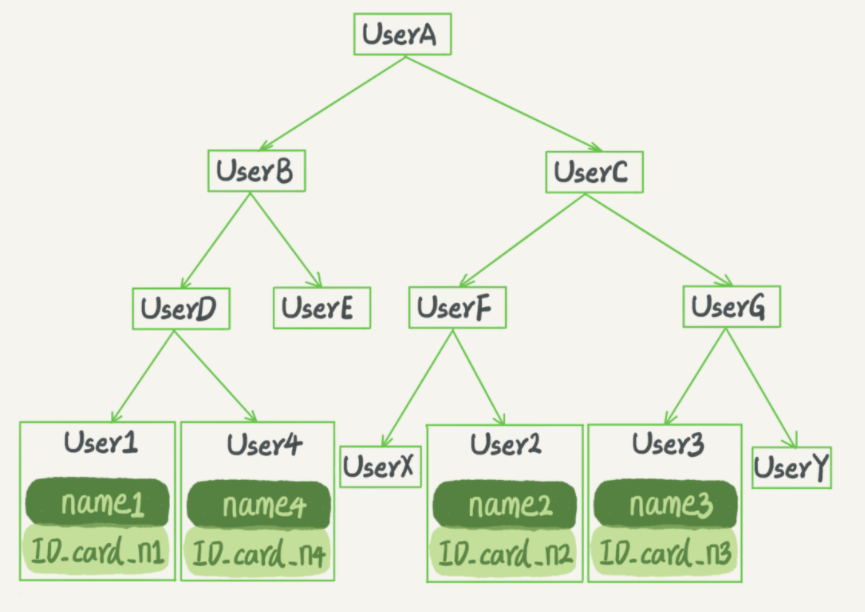 UserA
UserB
UserC
UserD
UserE
UserF
UserG
User1
User4
UserX
User2
User3
UserY
name1
name4
name2
name3
ID_card_n1
ID_card_n4
ID_card_n2
ID_card_n3